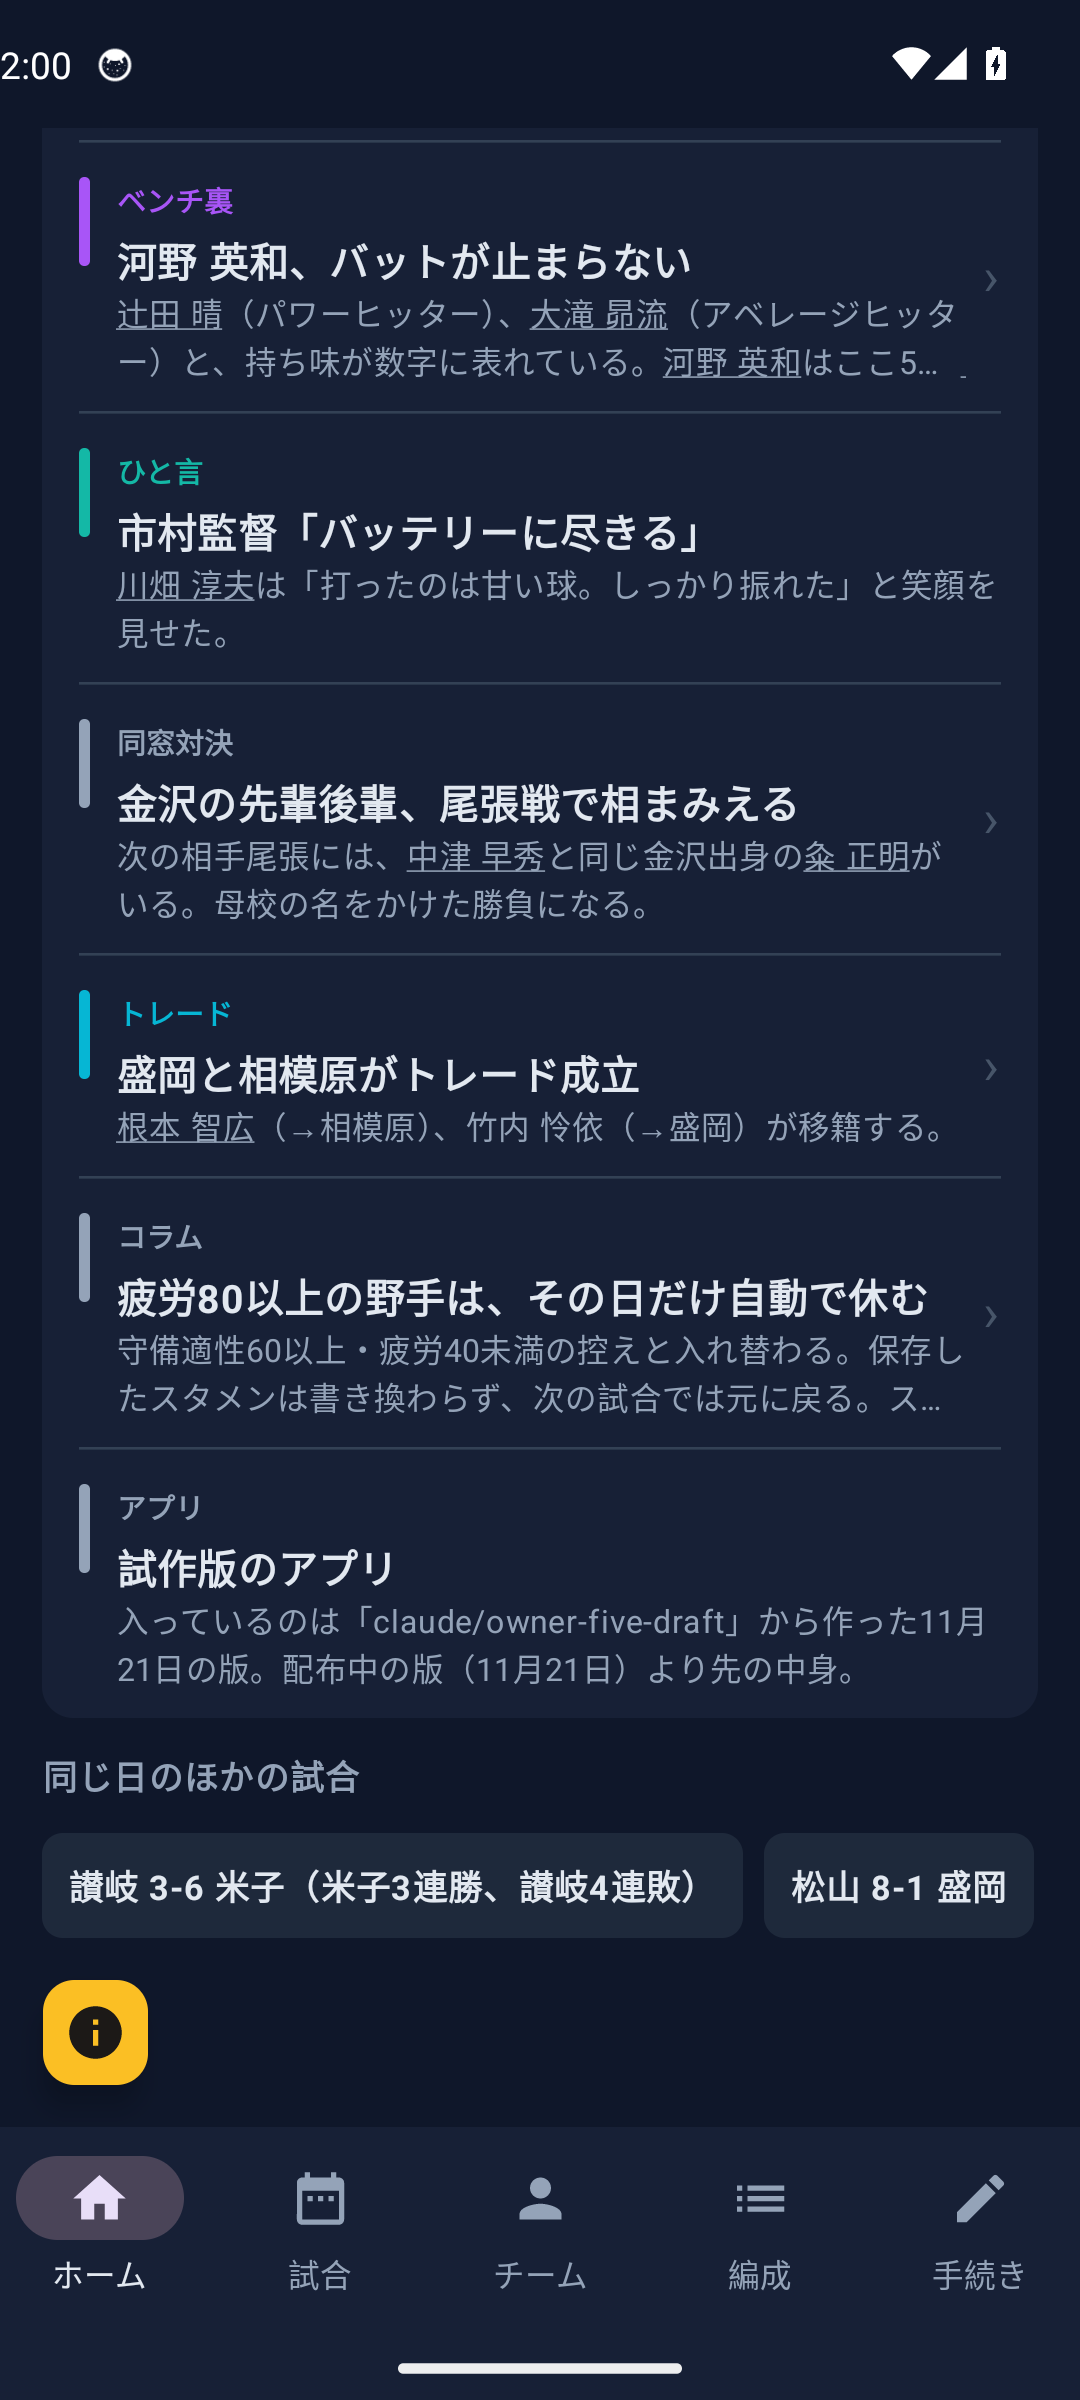 2:00
ベンチ裏
河野 英和、バットが止まらない
辻田 晴（パワーヒッター）、大滝 昴流（アベレージヒッタ
ー）と、持ち味が数字に表れている。河野 英和はここ5…
ひと言
市村監督「バッテリーに尽きる」
川畑 淳夫は「打ったのは甘い球。しっかり振れた」と笑顔を
見せた。
同窓対決
金沢の先輩後輩、尾張戦で相まみえる
次の相手尾張には、中津 早秀と同じ金沢出身の粂 正明が
いる。母校の名をかけた勝負になる。
トレード
盛岡と相模原がトレード成立
根本 智広（→相模原）、竹内 怜依（→盛岡）が移籍する。
コラム
疲労80以上の野手は、その日だけ自動で休む
守備適性60以上・疲労40未満の控えと入れ替わる。保存し
たスタメンは書き換わらず、次の試合では元に戻る。ス…
アプリ
試作版のアプリ
入っているのは「claude/owner-five-draft」から作った11月
21日の版。配布中の版（11月21日）より先の中身。
同じ日のほかの試合
讃岐 3-6 米子（米子3連勝、讃岐4連敗）
松山 8-1 盛岡
ホーム
試合
チーム
編成
手続き